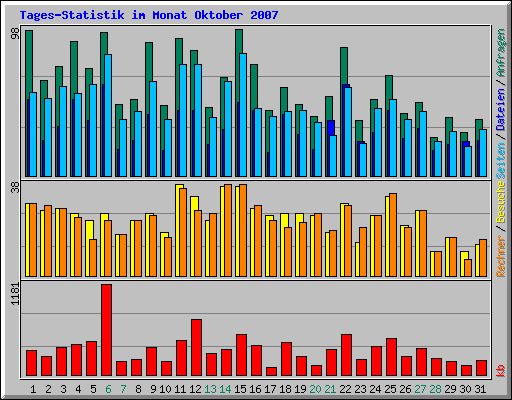 Tages-Statistik im Monat Oktober 2007
98
38
1181
Rechner / Besuche
Seiten / Dateien / Anfragen
kb
1 2 3 4 5 6 7 8 9 10 11 12 13 14 15 16 17 18 19 20 21 22 23 24 25 26 27 28 29 30 31